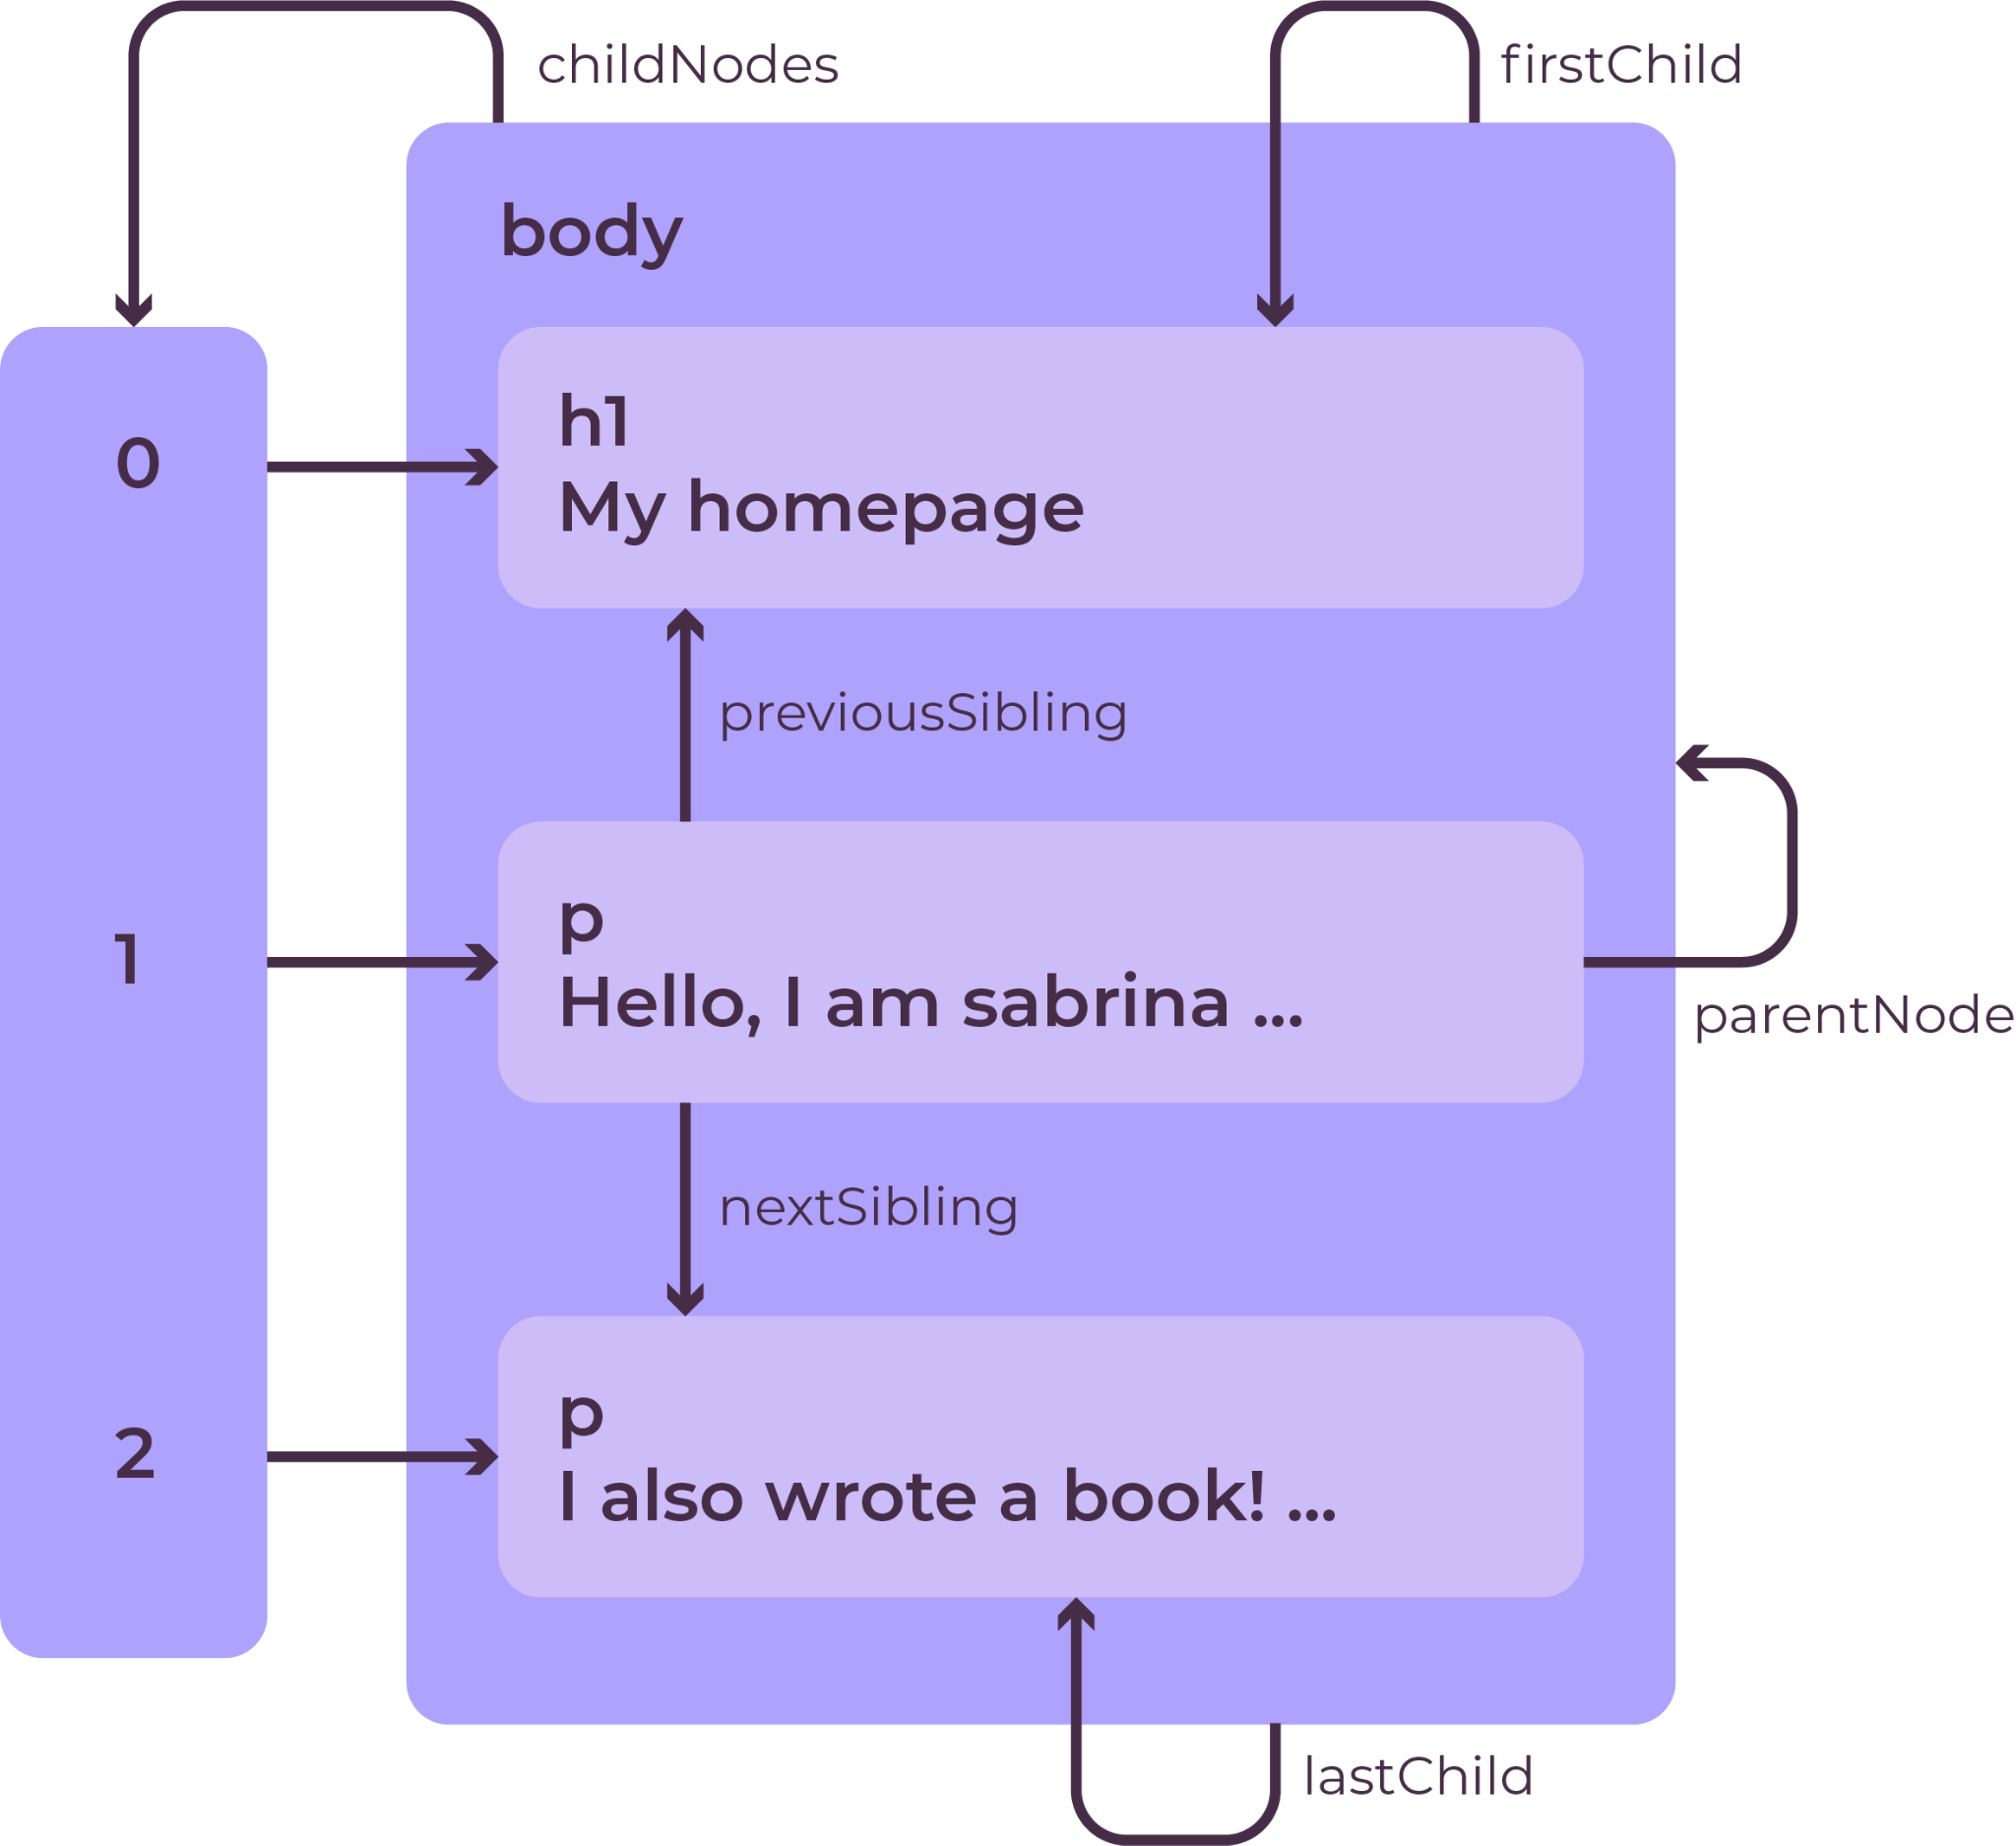 childNodes
firstChild
body
0
h1
My homepage
previousSibling
1
p
Hello, I am sabrina ...
parentNode
nextSibling
2
p
I also wrote a book! ...
lastChild